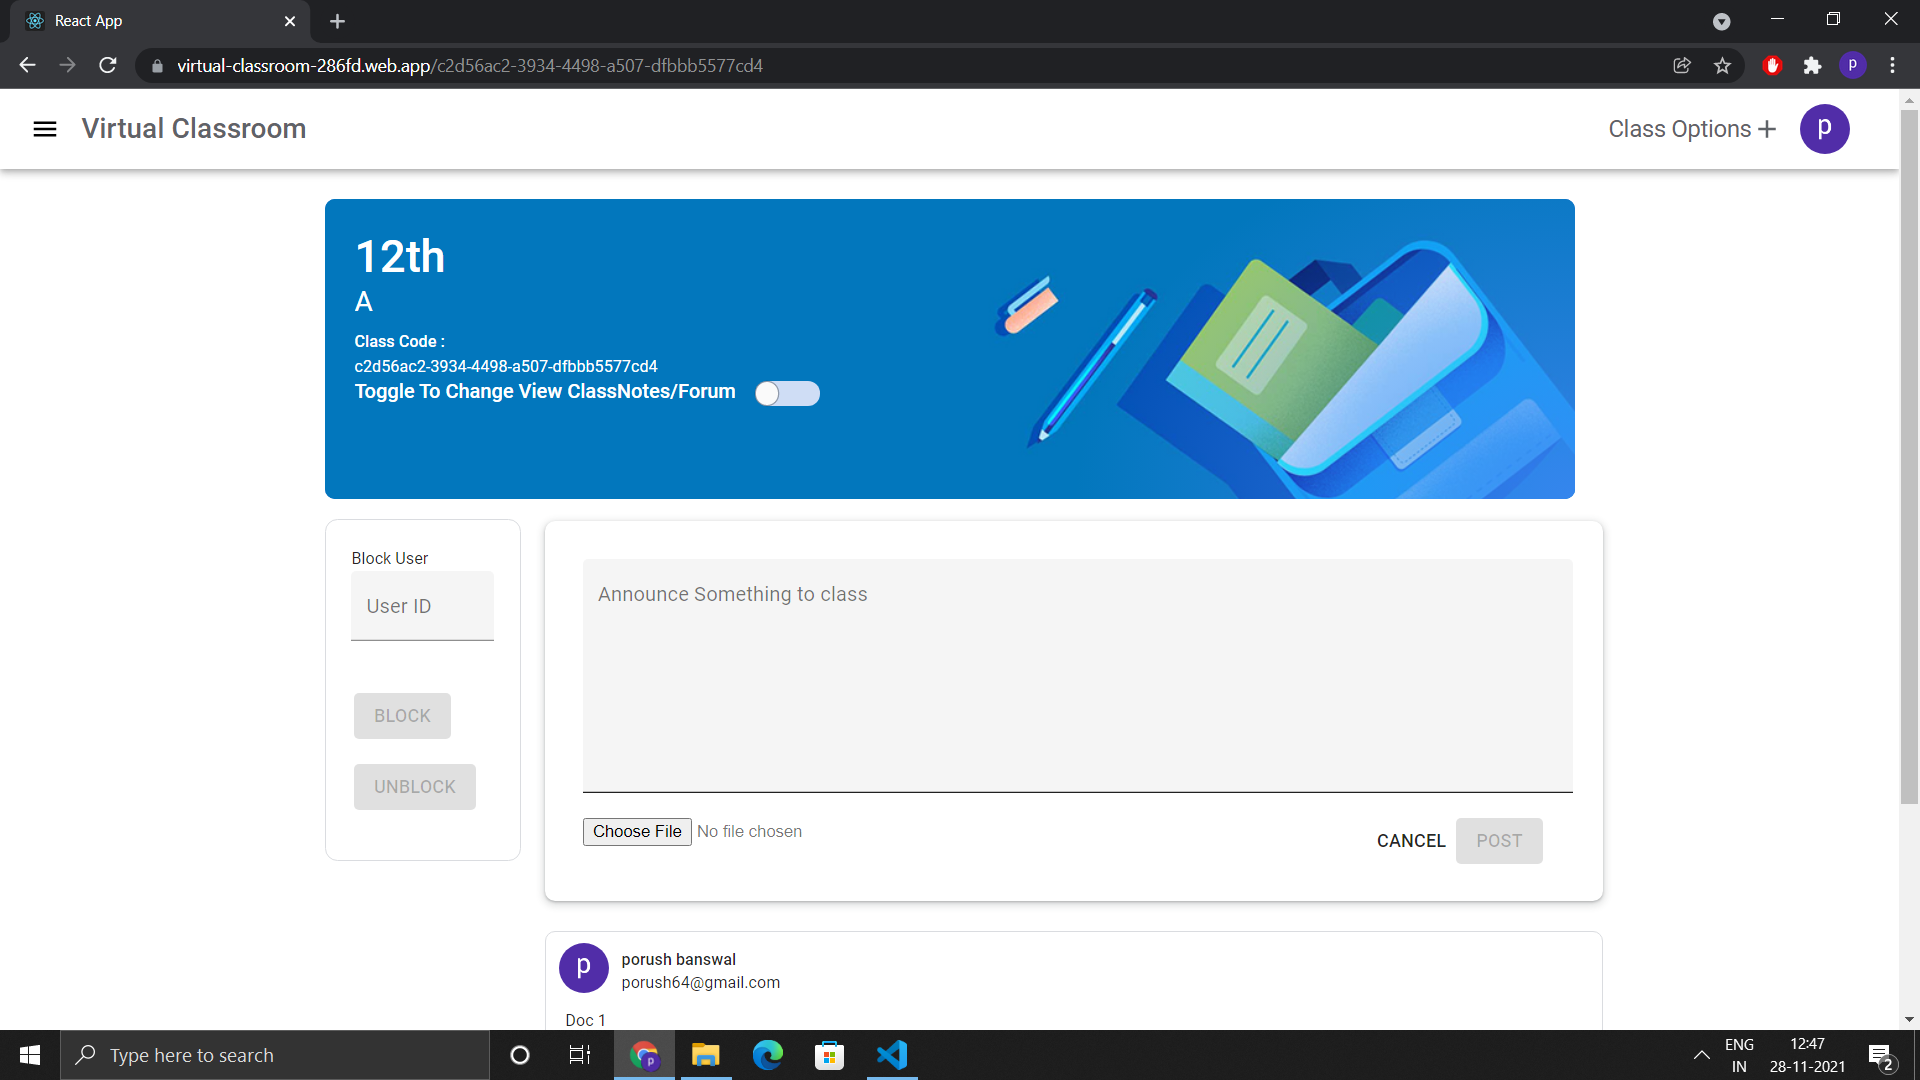 React App
virtual-classroom-286fd.web.app/c2d56ac2-3934-4498-a507-dfbbb5577cd4
p
Virtual Classroom
Class Options
p
12th
A
Class Code :
c2d56ac2-3934-4498-a507-dfbbb5577cd4
Toggle To Change View ClassNotes/Forum
Block User
User ID
BLOCK
UNBLOCK
Announce Something to class
Choose File No file chosen
CANCEL
POST
p
porush banswal
porush64@gmail.com
Doc 1
Type here to search
p
ENG
IN
12:47
28-11-2021
2